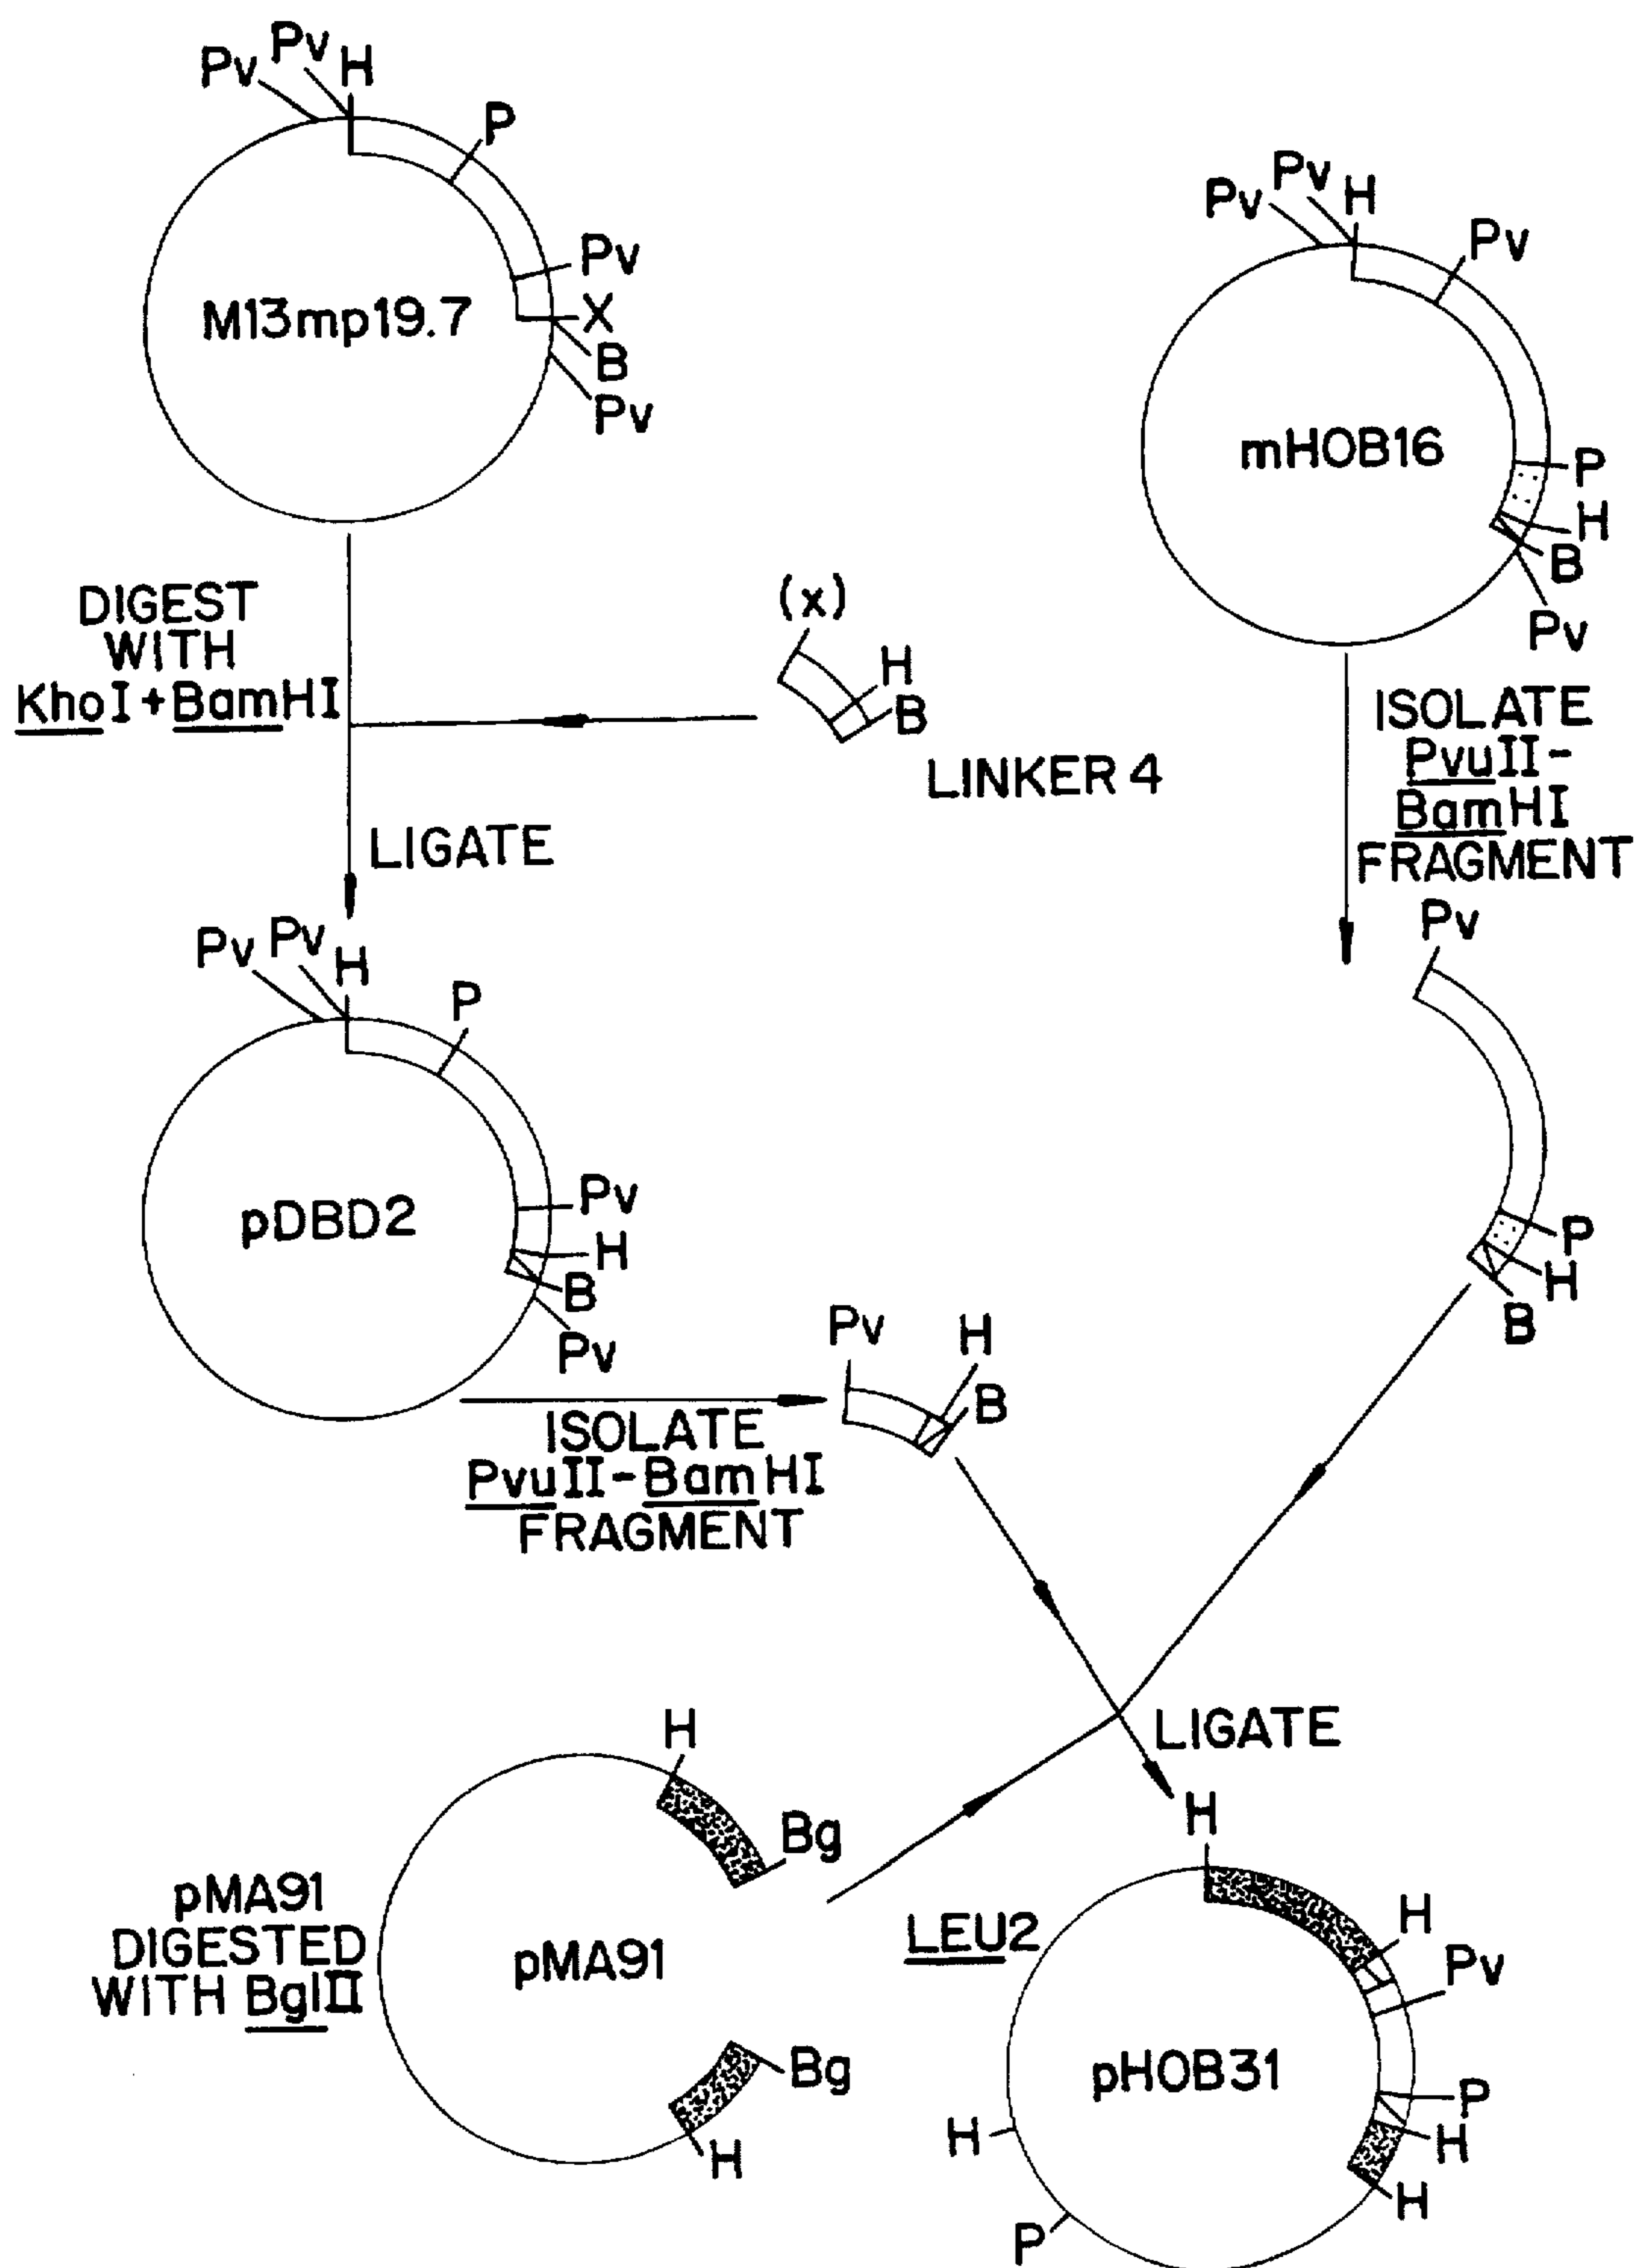 Pv
Pv
H
P
Pv
X
B
Pv
M13mp19.7
Pv
Pv
H
Pv
P
H
B
Pv
mHOB16
DIGEST
WITH
KhoI+BamHI
(x)
H
B
LINKER 4
ISOLATE
PvuII-
BamHI
FRAGMENT
LIGATE
Pv
Pv
H
P
Pv
H
B
Pv
pDBD2
Pv
P
H
B
Pv
H
B
ISOLATE
PvuII-BamHI
FRAGMENT
LIGATE
H
Bg
pMA91
DIGESTED
WITH BglII
pMA91
Bg
H
LEU2
H
H
Pv
pHOB31
P
H
H
H
P